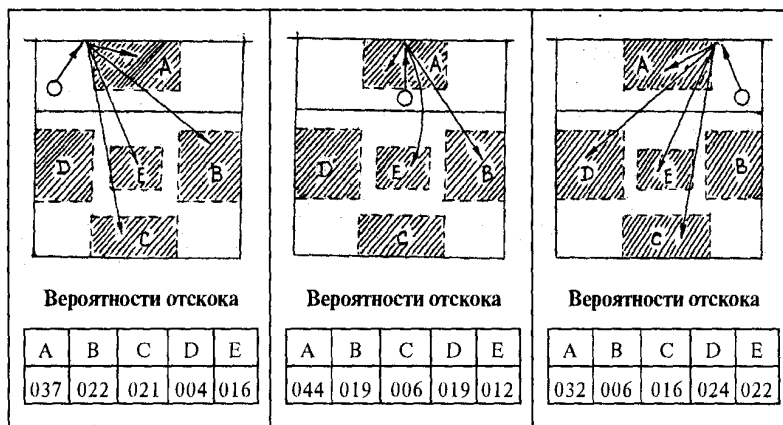 A
D E B
C
Вероятности отскока
A B C D E
037 022 021 004 016
A
D E B
C
Вероятности отскока
A B C D E
044 019 006 019 012
A
D E B
C
Вероятности отскока
A B C D E
032 006 016 024 022